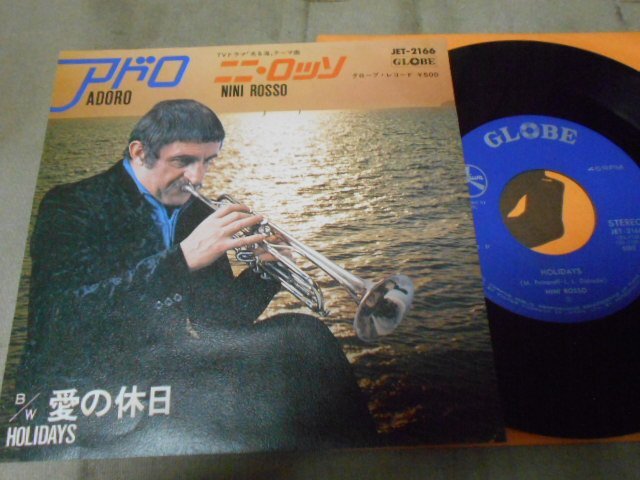 アドロ
ADORO
TVドラマ「光る海」テーマ曲
ニニ・ロッソ
NINI ROSSO
JET-2166
GLOBE
グローブ・レコード ¥500
B/W 愛の休日
HOLIDAYS
GLOBE
45RPM
STEREO
HOLIDAYS
NINI ROSSO